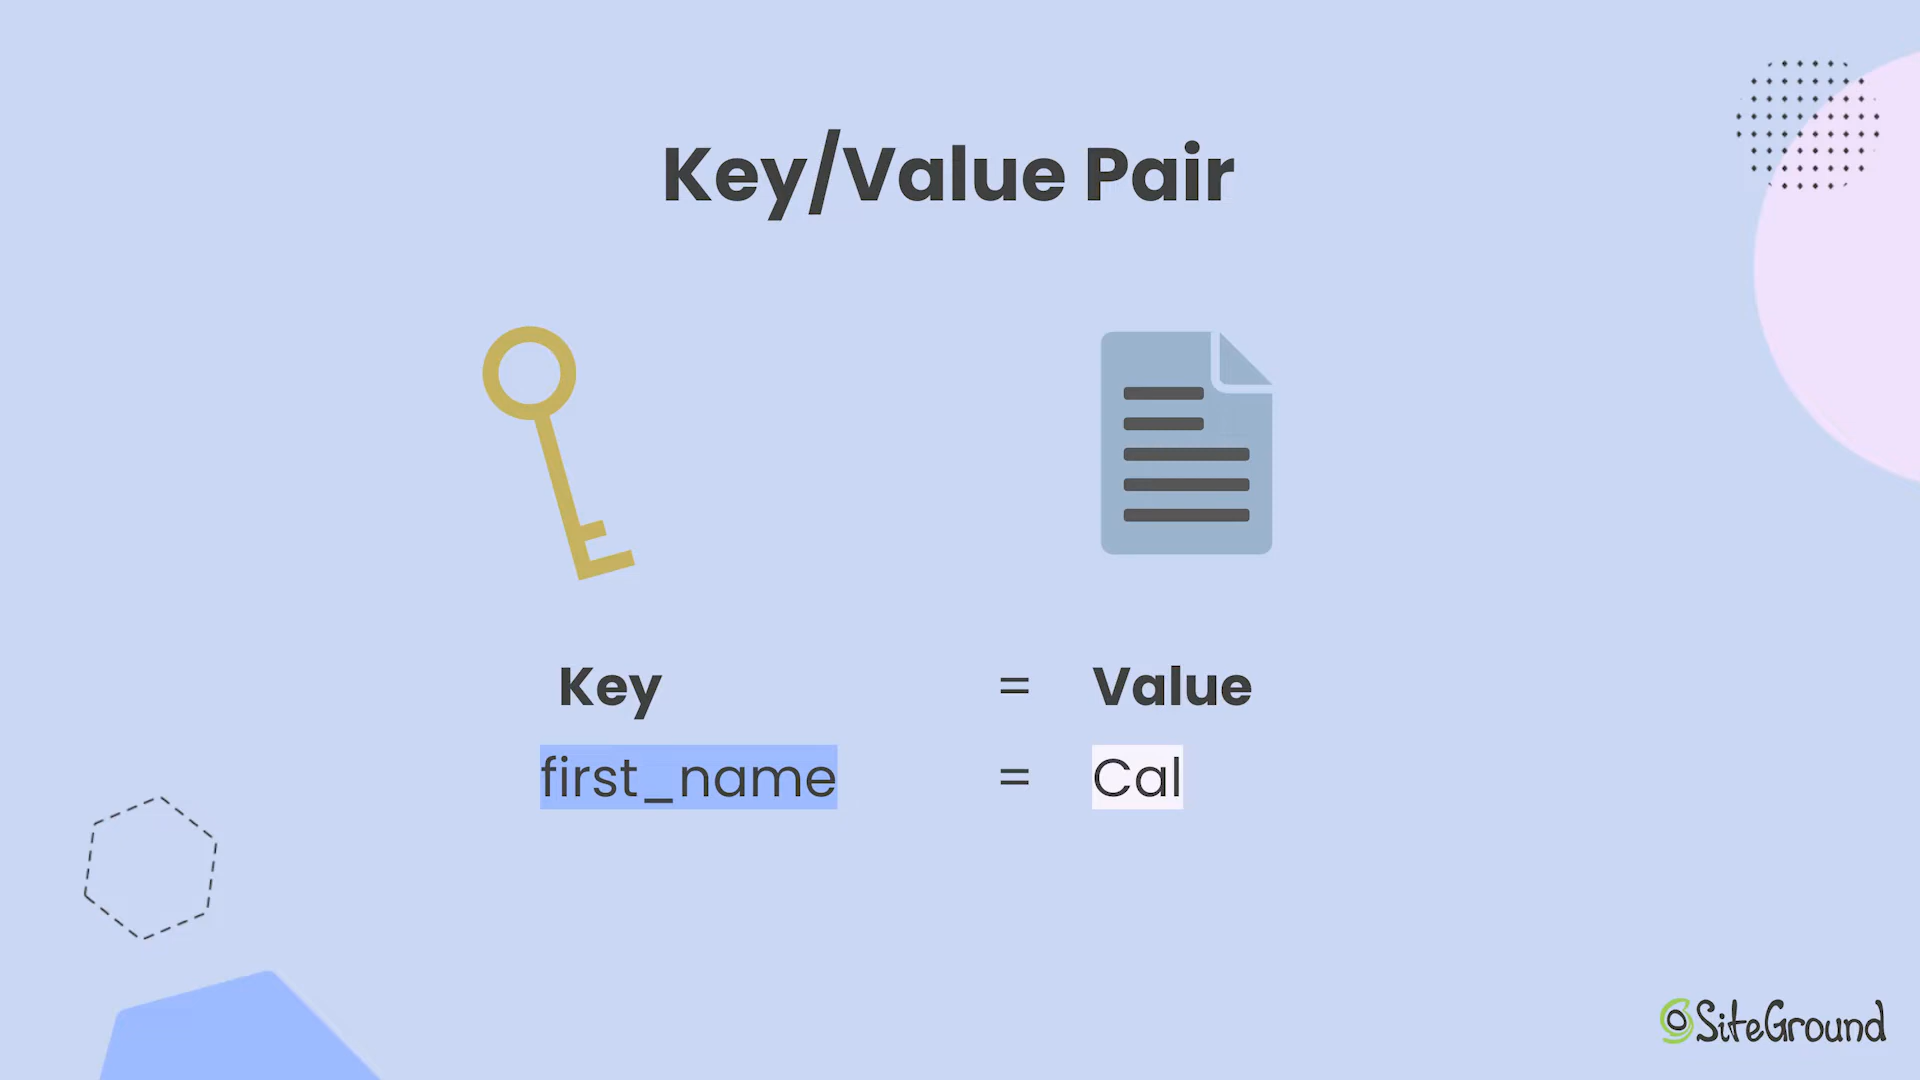 Key/Value Pair
Key = Value
first_name = Cal
SiteGround